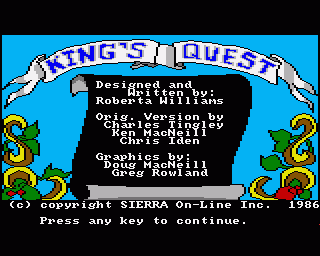 KING'S QUEST
Designed and
Written by:
Roberta Williams
Orig. Version by
Charles Tingley
Ken MacNeill
Chris Iden
Graphics by:
Doug MacNeill
Greg Rowland
(c) copyright SIERRA On-Line Inc. 1986
Press any key to continue.